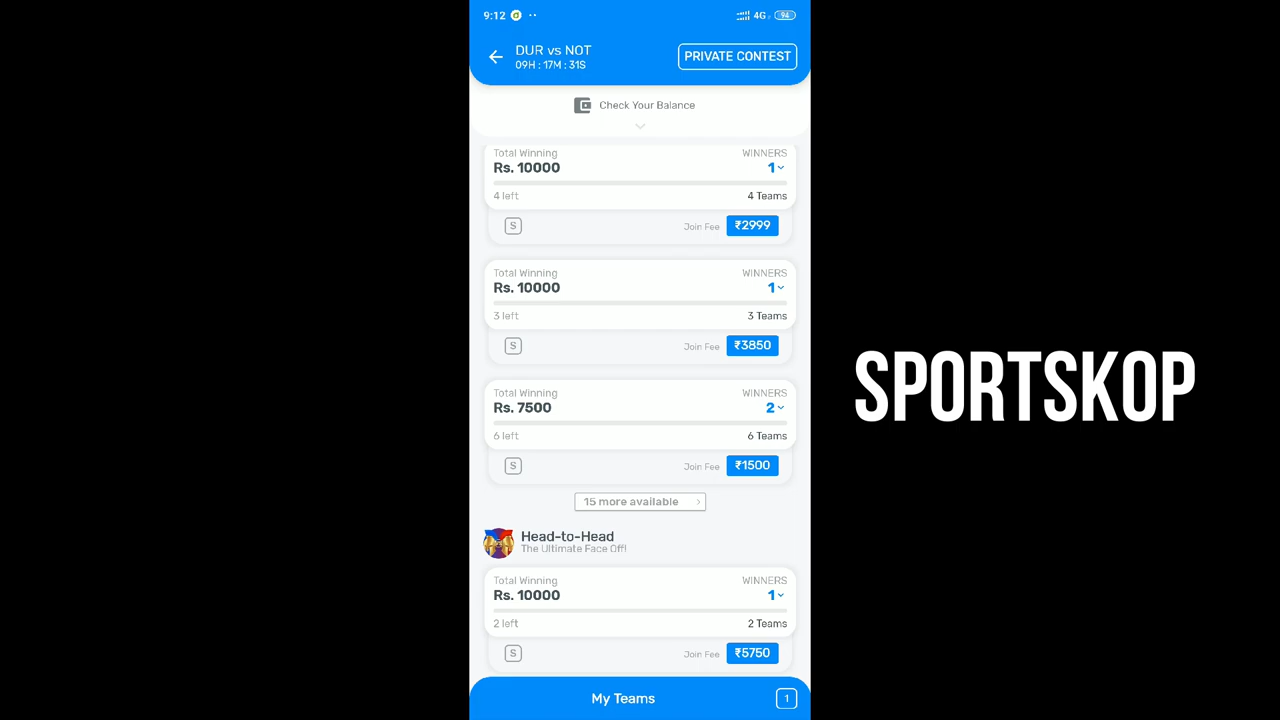 9:12
4G
94
DUR vs NOT
09H : 17M : 31S
PRIVATE CONTEST
Check Your Balance
Total Winning WINNERS
Rs. 10000 1
4 left 4 Teams
S Join Fee ₹2999
Total Winning WINNERS
Rs. 10000 1
3 left 3 Teams
S Join Fee ₹3850
Total Winning WINNERS
Rs. 7500 2
6 left 6 Teams
S Join Fee ₹1500
15 more available
Head-to-Head
The Ultimate Face Off!
Total Winning WINNERS
Rs. 10000 1
2 left 2 Teams
S Join Fee ₹5750
My Teams 1
SPORTSKOP